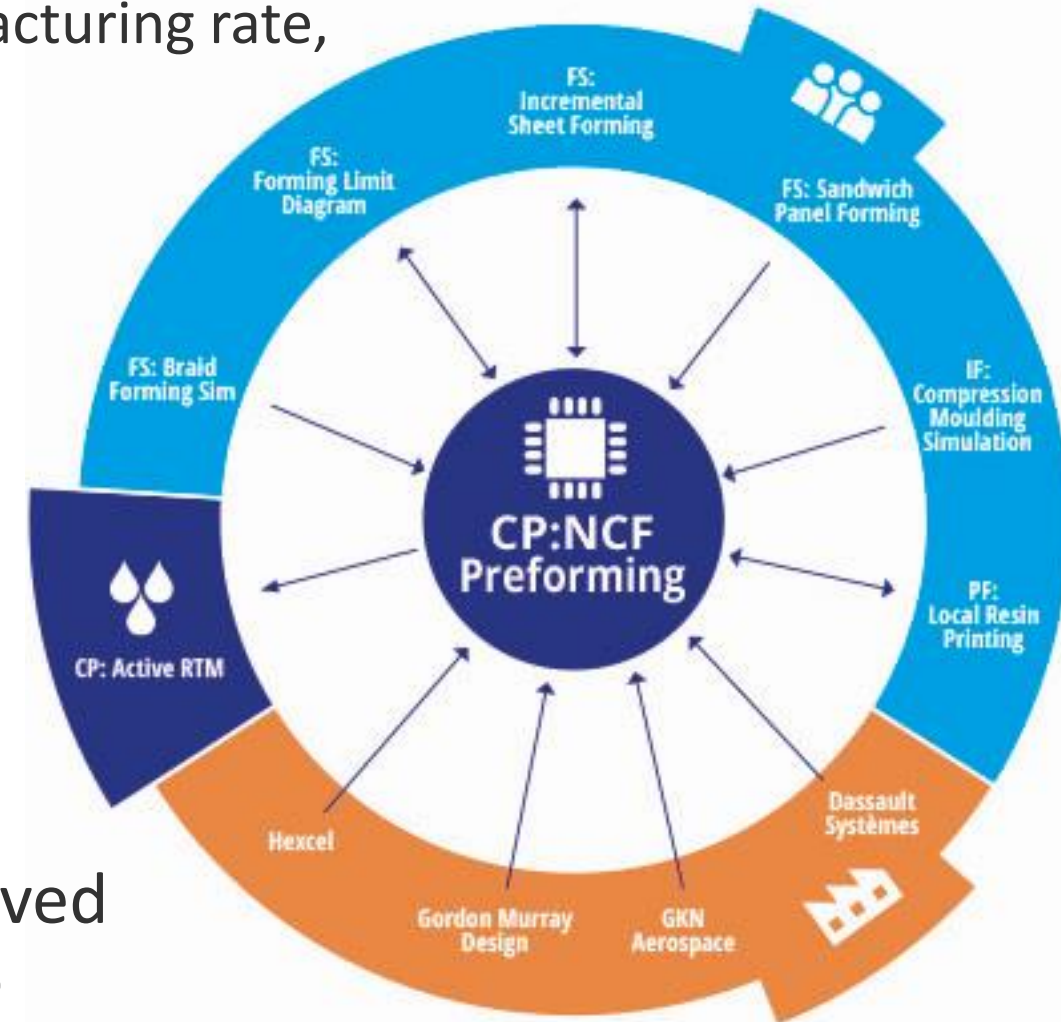 acturing rate,
FS:
Incremental
Sheet Forming
FS:
Forming Limit
Diagram
FS: Sandwich
Panel Forming
FS: Braid
Forming Sim
IF:
Compression
Moulding
Simulation
CP:NCF
Preforming
PF:
Local Resin
Printing
CP: Active RTM
Dassault
Systèmes
Hexcel
Gordon Murray
Design
GKN
Aerospace
ved